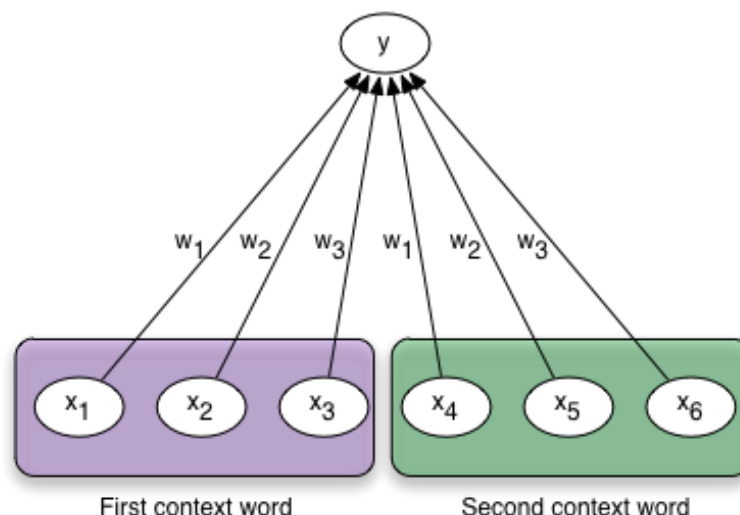 y
w1 w2 w3 w1 w2 w3
x1 x2 x3 x4 x5 x6
First context word Second context word